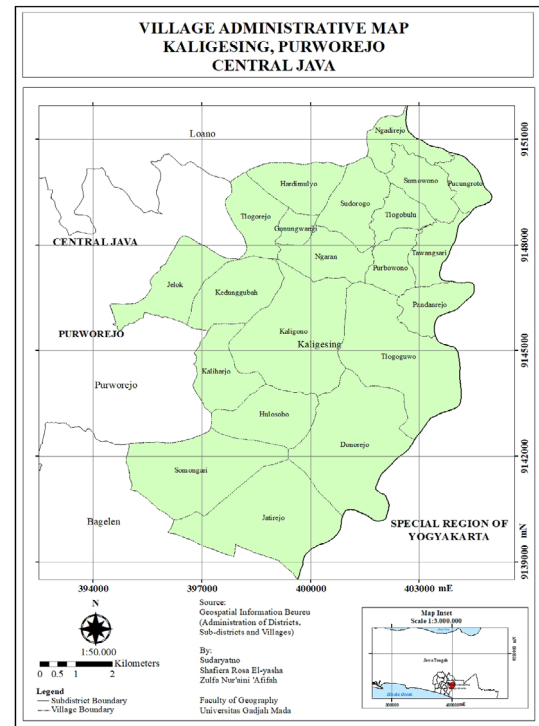 VILLAGE ADMINISTRATIVE MAP
KALIGESING, PURWOREJO
CENTRAL JAVA
Loano
Ngadirejo
9151000
Hardimulyo
Sudorogo
Somowono
Pucungroto
Tlogorejo
Tlogobulu
Gunungwangi
CENTRAL JAVA
9148000
Ngaran
Tawangsari
Purbowono
Jelok
Kedunggubah
Pandanrejo
PURWOREJO
Kaligono
Kaligesing
9145000
Tlogoguwo
Kaliharjo
Purworejo
Hulosobo
Donorejo
9142000
Somongari
Bagelen
Jatirejo
SPECIAL REGION OF
YOGYAKARTA
9139000 mN
394000
397000
400000
403000 mE
N
1:50.000
Kilometers
0 0.5 1 2
Legend
Subdistrict Boundary
Village Boundary
Source:
Geospatial Information Beureu
(Administration of Districts,
Sub-districts and Villages)
By:
Sudaryatno
Shafiera Rosa El-yasha
Zulfa Nur'aini 'Afifah
Faculty of Geography
Universitas Gadjah Mada
Map Inset
Scale 1:3.000.000
Jawa Tengah